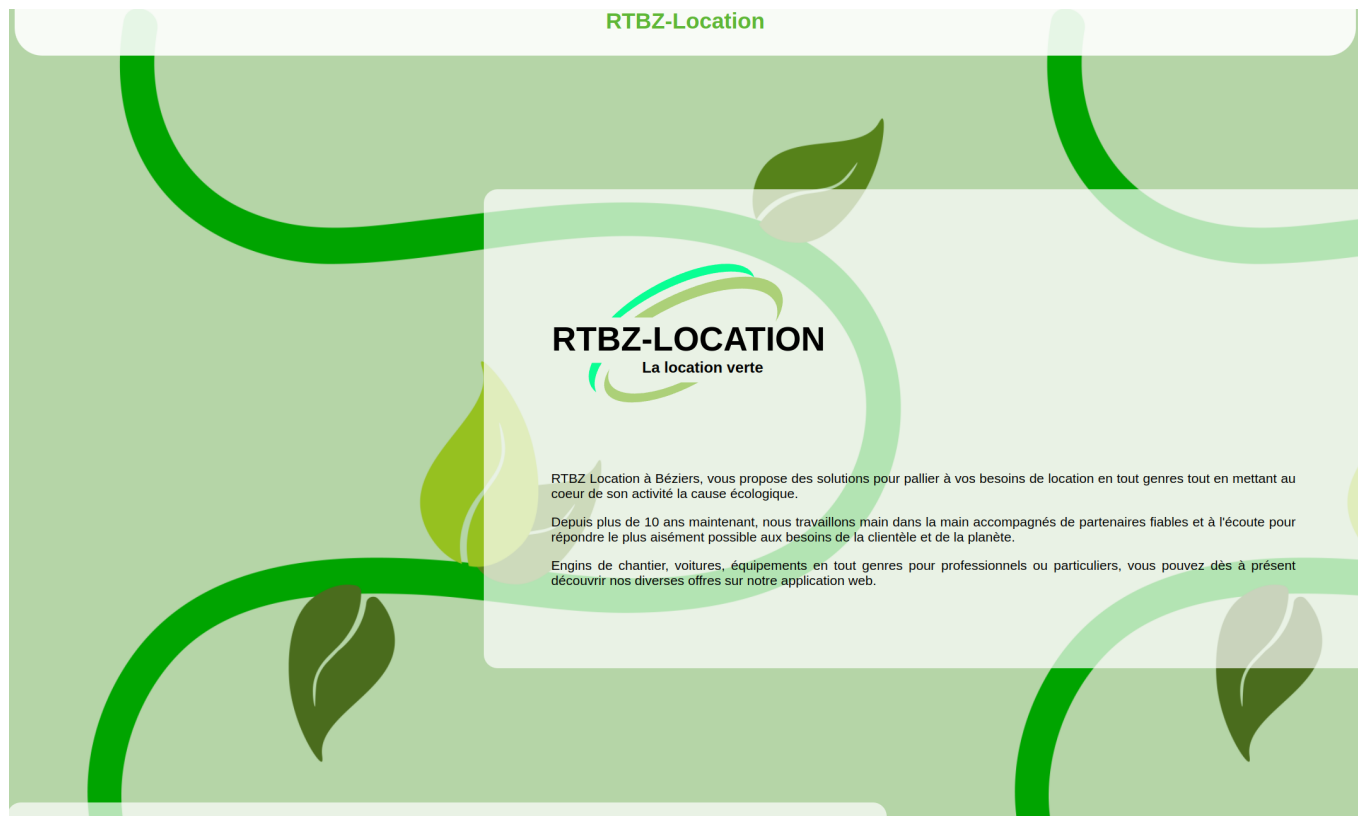 RTBZ-Location
RTBZ-LOCATION
La location verte
RTBZ Location à Béziers, vous propose des solutions pour pallier à vos besoins de location en tout genres tout en mettant au
coeur de son activité la cause écologique.
Depuis plus de 10 ans maintenant, nous travaillons main dans la main accompagnés de partenaires fiables et à l'écoute pour
répondre le plus aisément possible aux besoins de la clientèle et de la planète.
Engins de chantier, voitures, équipements en tout genres pour professionnels ou particuliers, vous pouvez dès à présent
découvrir nos diverses offres sur notre application web.